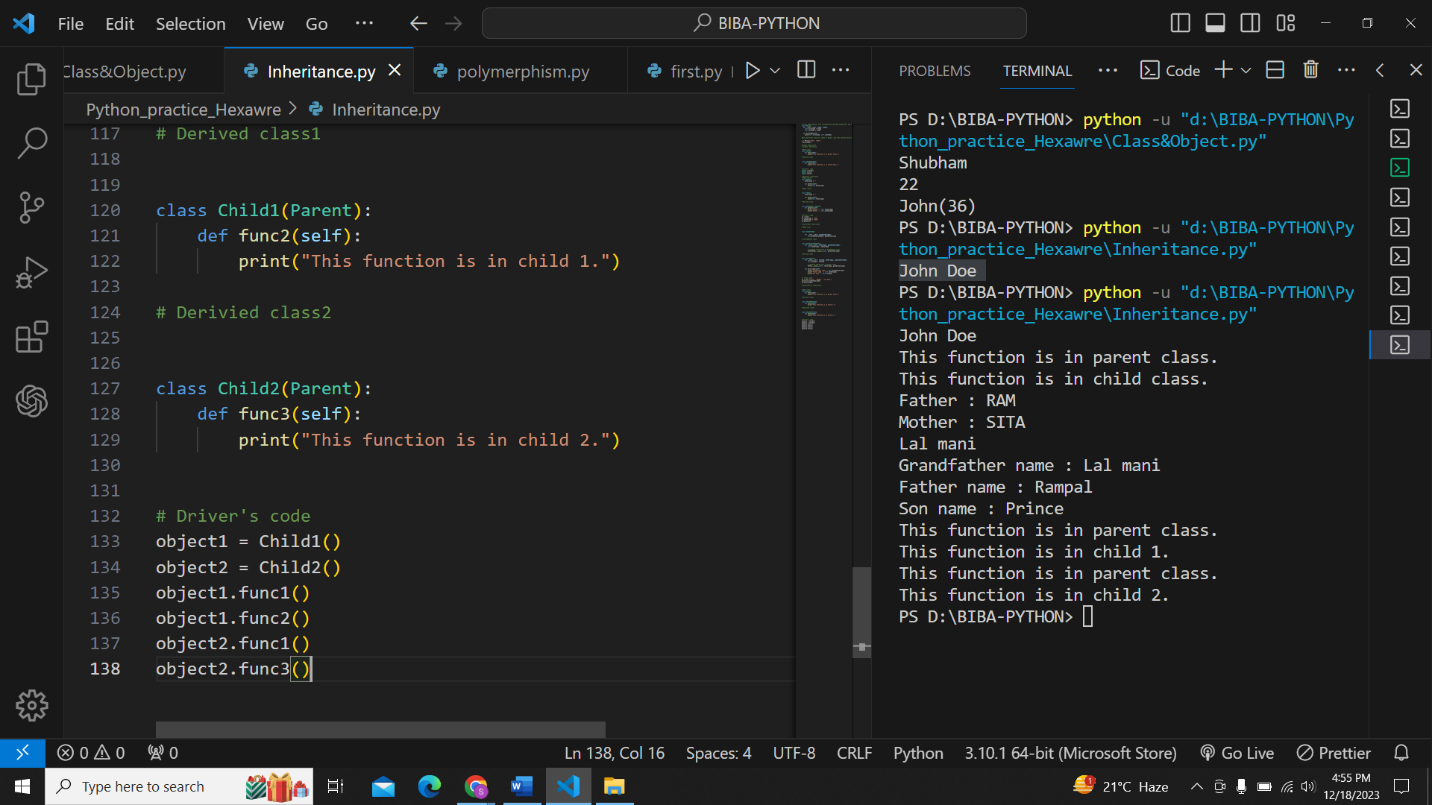 File Edit Selection View Go ··· BIBA-PYTHON
Class&Object.py Inheritance.py polymorphism.py first.py
Python_practice_Hexawre > Inheritance.py
117 # Derived class1
118
119
120 class Child1(Parent):
121 def func2(self):
122 print("This function is in child 1.")
123
124 # Derivied class2
125
126
127 class Child2(Parent):
128 def func3(self):
129 print("This function is in child 2.")
130
131
132 # Driver's code
133 object1 = Child1()
134 object2 = Child2()
135 object1.func1()
136 object1.func2()
137 object2.func1()
138 object2.func3()
PROBLEMS TERMINAL ··· Code
PS D:\BIBA-PYTHON> python -u "d:\BIBA-PYTHON\Py
thon_practice_Hexawre\Class&Object.py"
Shubham
22
John(36)
PS D:\BIBA-PYTHON> python -u "d:\BIBA-PYTHON\Py
thon_practice_Hexawre\Inheritance.py"
John Doe
PS D:\BIBA-PYTHON> python -u "d:\BIBA-PYTHON\Py
thon_practice_Hexawre\Inheritance.py"
John Doe
This function is in parent class.
This function is in child class.
Father : RAM
Mother : SITA
Lal mani
Grandfather name : Lal mani
Father name : Rampal
Son name : Prince
This function is in parent class.
This function is in child 1.
This function is in parent class.
This function is in child 2.
PS D:\BIBA-PYTHON>
0 0 0 Ln 138, Col 16 Spaces: 4 UTF-8 CRLF Python 3.10.1 64-bit (Microsoft Store) Go Live Prettier
Type here to search 1 21°C Haze 4:55 PM
12/18/2023